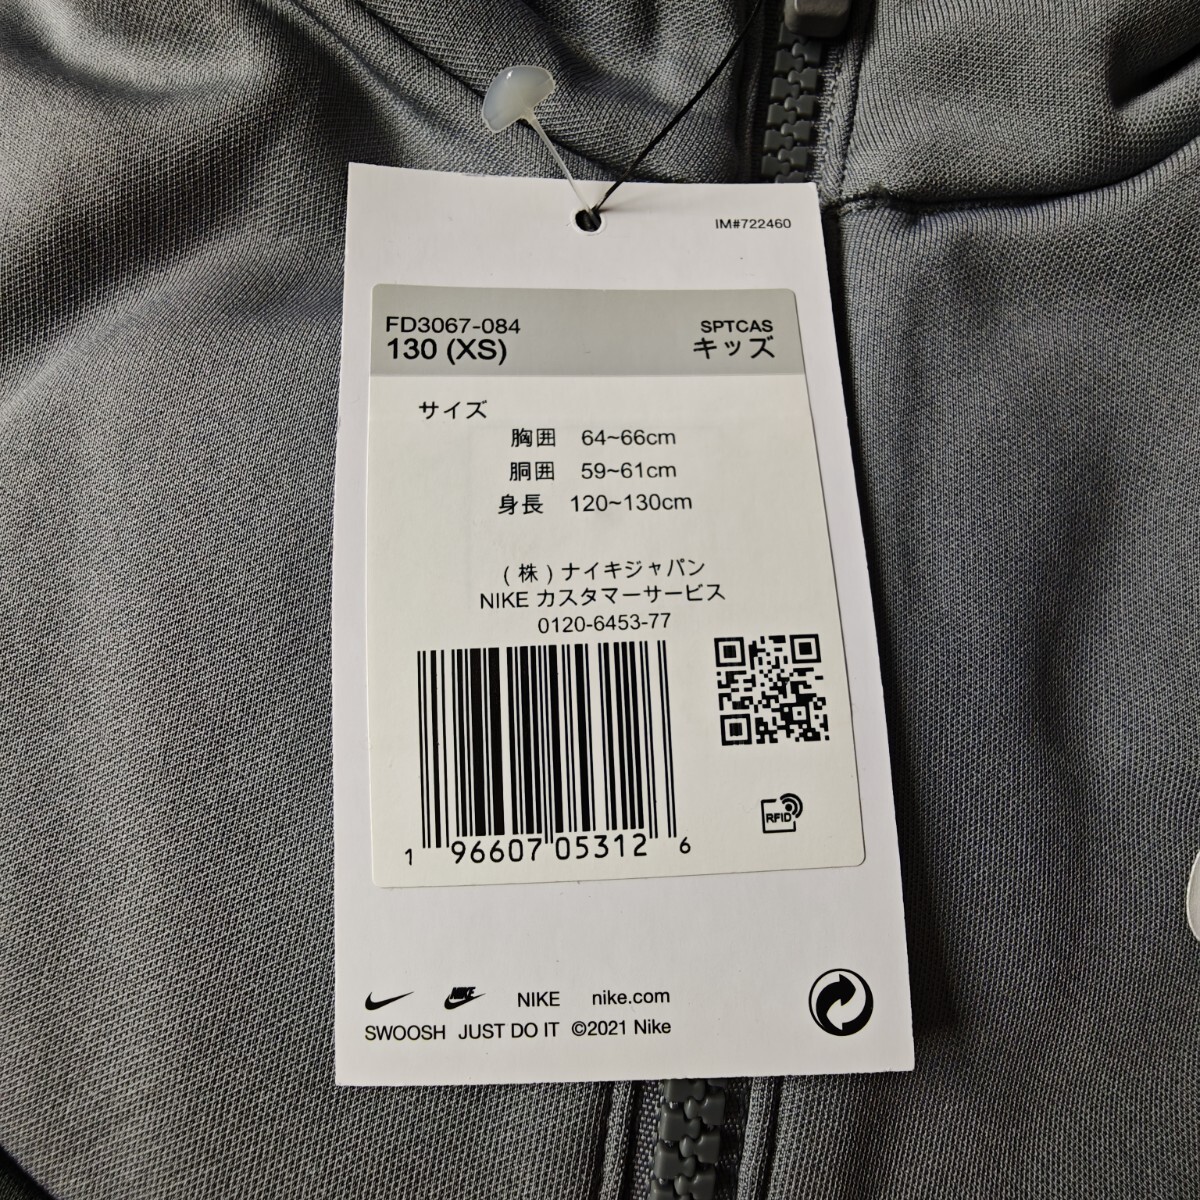 IM#722460
FD3067-084 SPTCAS
130 (XS) キッズ
サイズ
胸囲 64~66cm
胴囲 59~61cm
身長 120~130cm
(株)ナイキジャパン
NIKE カスタマーサービス
0120-6453-77
1 96607 05312 6
RFID
NIKE NIKE nike.com
SWOOSH JUST DO IT ©2021 Nike